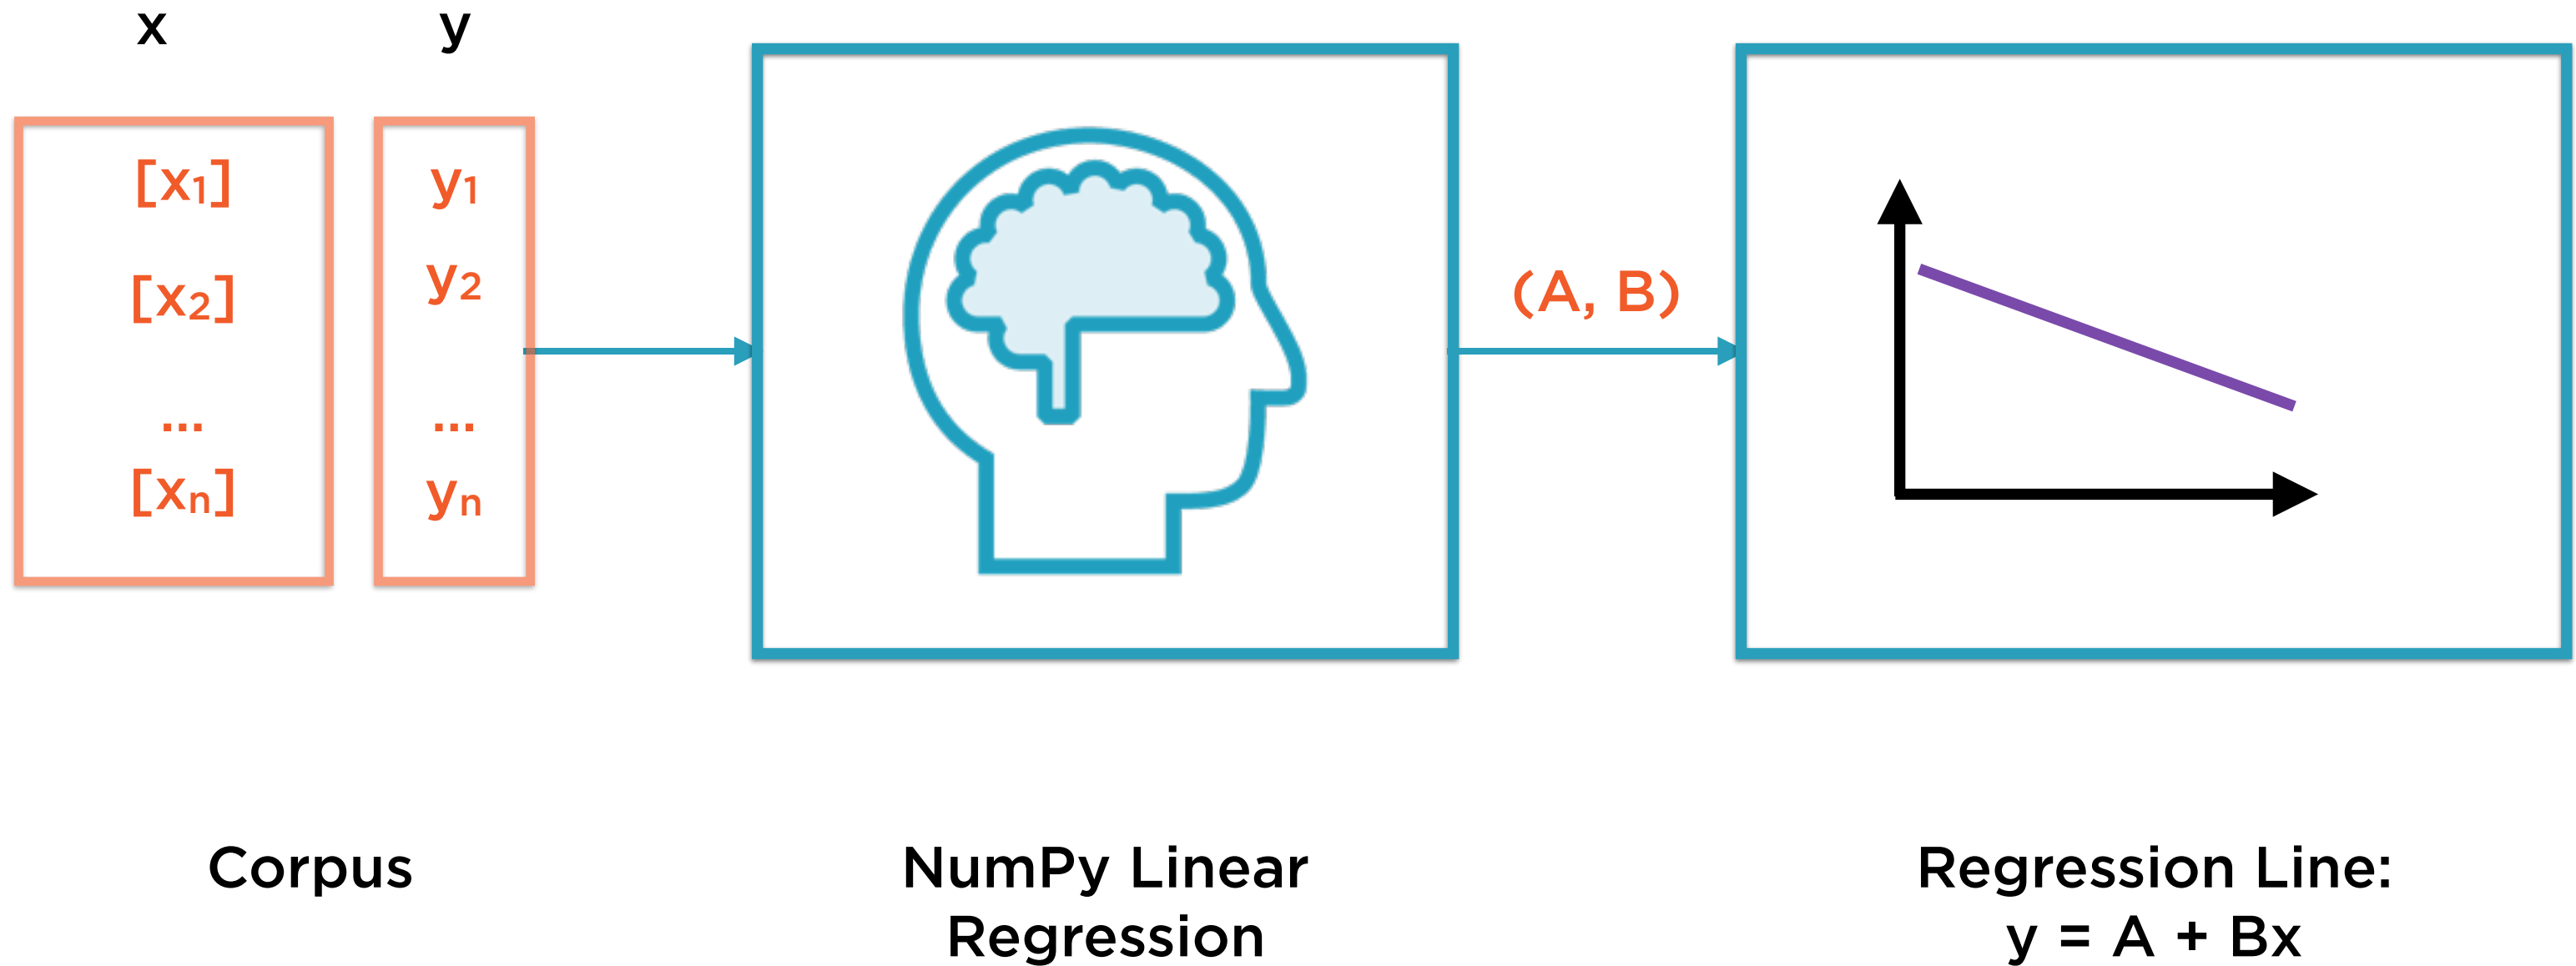 x y
[x₁] y₁
[x₂] y₂
... ...
[xₙ] yₙ
(A, B)
Corpus
NumPy Linear
Regression
Regression Line:
y = A + Bx